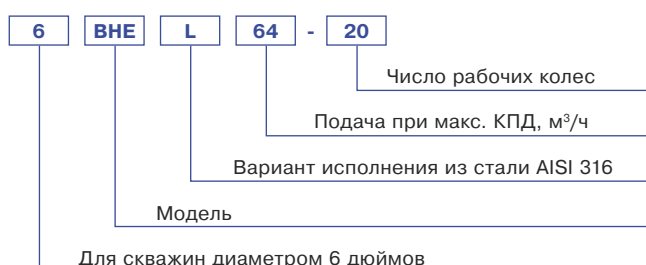 6 BHE L 64 - 20
Число рабочих колес
Подача при макс. КПД, м³/ч
Вариант исполнения из стали AISI 316
Модель
Для скважин диаметром 6 дюймов